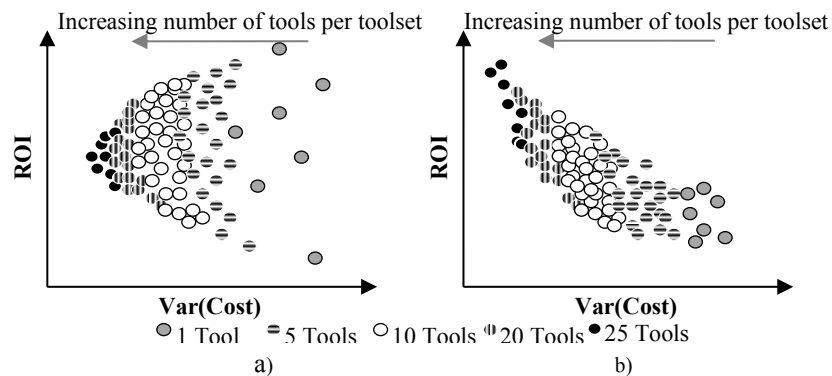 Increasing number of tools per toolset
Increasing number of tools per toolset
ROI
ROI
Var(Cost)
Var(Cost)
1 Tool
5 Tools
10 Tools
20 Tools
25 Tools
a)
b)